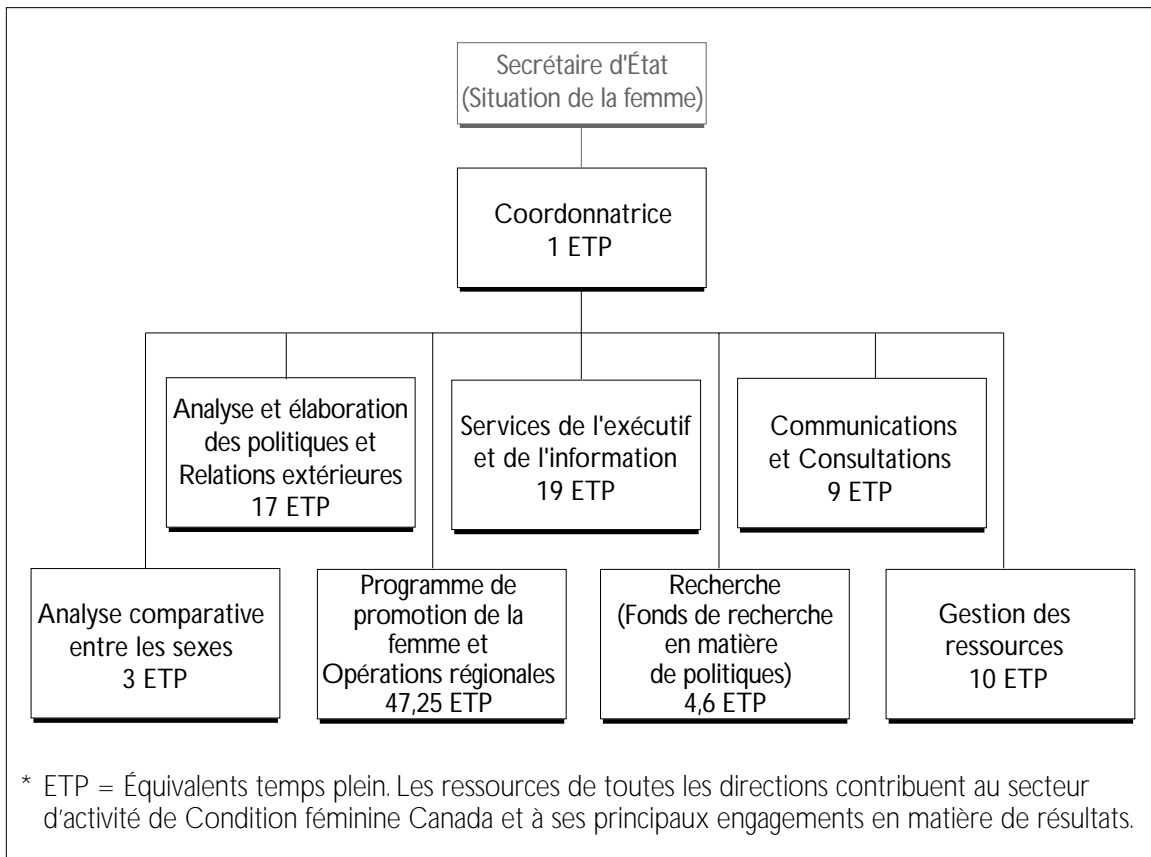 Secrétaire d'État
(Situation de la femme)
Coordonnatrice
1 ETP
Analyse et élaboration
des politiques et
Relations extérieures
17 ETP
Services de l'exécutif
et de l'information
19 ETP
Communications
et Consultations
9 ETP
Analyse comparative
entre les sexes
3 ETP
Programme de
promotion de la
femme et
Opérations régionales
47,25 ETP
Recherche
(Fonds de recherche
en matière
de politiques)
4,6 ETP
Gestion des
ressources
10 ETP
* ETP = Équivalents temps plein. Les ressources de toutes les directions contribuent au secteur
d'activité de Condition féminine Canada et à ses principaux engagements en matière de résultats.